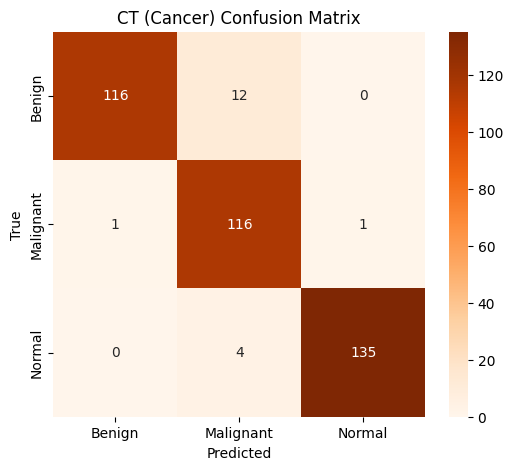 CT (Cancer) Confusion Matrix
Benign 116 12 0
Malignant 1 116 1
Normal 0 4 135
True
Benign Malignant Normal
Predicted
120
100
80
60
40
20
0